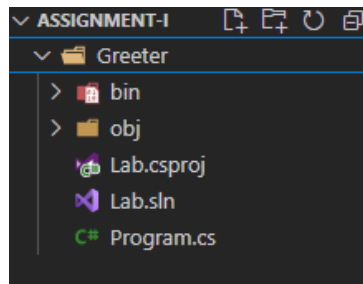 ASSIGNMENT-I
Greeter
bin
obj
Lab.csproj
Lab.sln
C# Program.cs